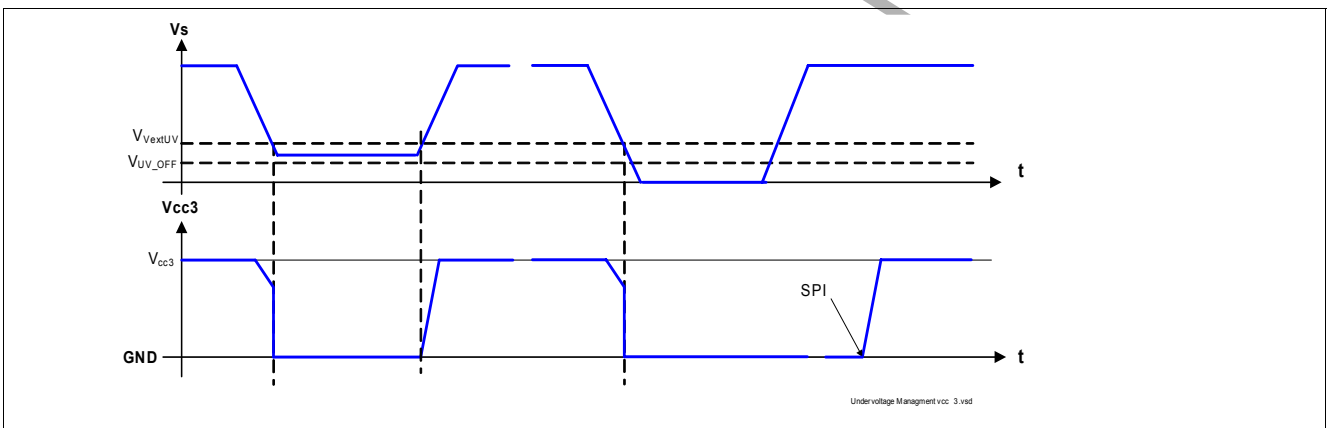 Vs
VVextUV
VUV_OFF
t
Vcc3
Vcc3
SPI
GND
t
Undervoltage Managment vcc 3.vsd